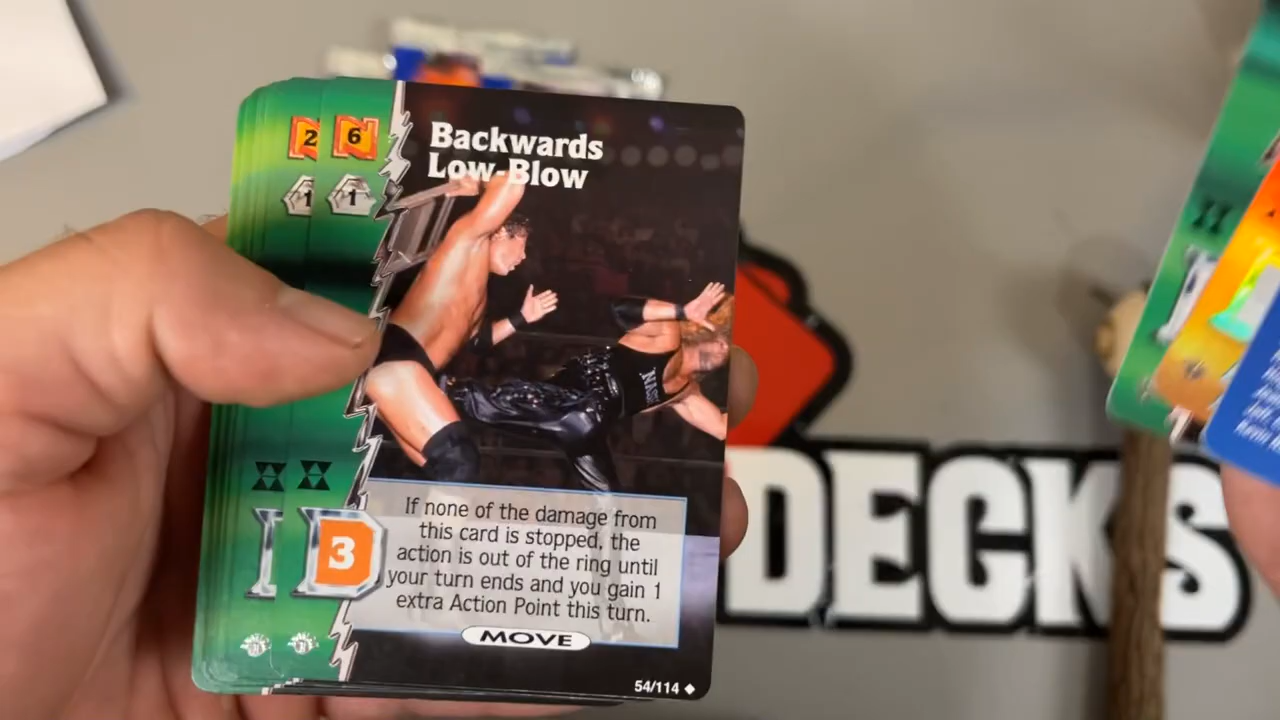 2
6
Backwards
Low-Blow
1
1
3
If none of the damage from
this card is stopped, the
action is out of the ring until
your turn ends and you gain 1
extra Action Point this turn.
MOVE
54/114
DECKS